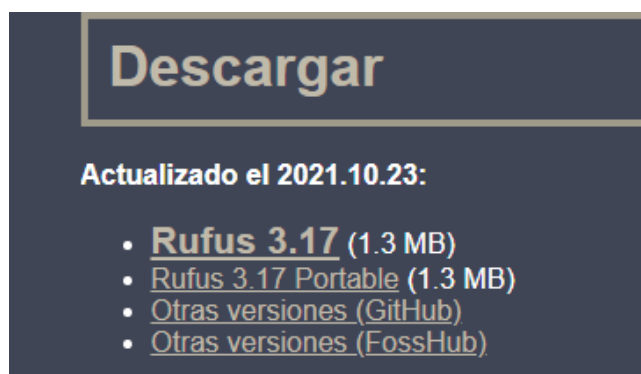 Descargar
Actualizado el 2021.10.23:
Rufus 3.17 (1.3 MB)
Rufus 3.17 Portable (1.3 MB)
Otras versiones (GitHub)
Otras versiones (FossHub)